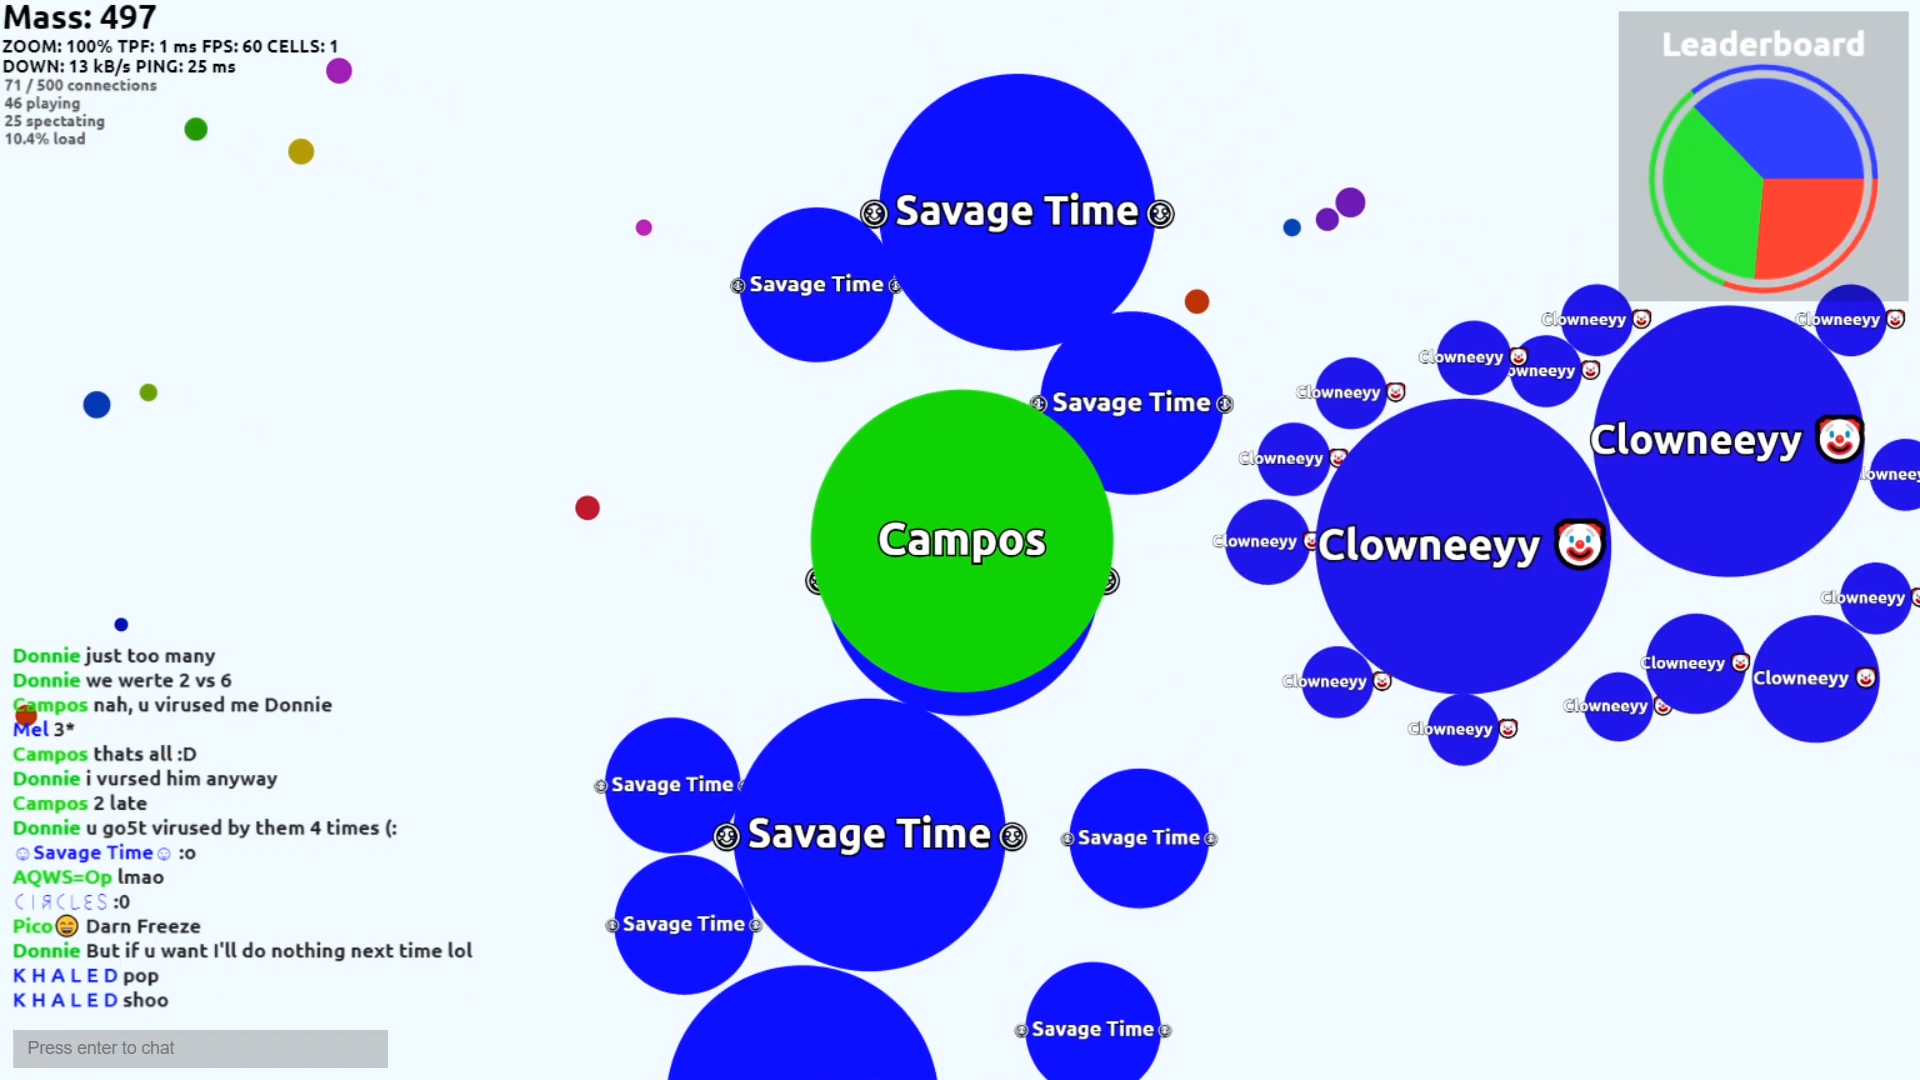 Mass: 497
ZOOM: 100% TPF: 1 ms FPS: 60 CELLS: 1
DOWN: 13 kB/s PING: 25 ms
71 / 500 connections
46 playing
25 spectating
10.4% load
Leaderboard
☺ Savage Time ☺
☺ Savage Time ☺
☺ Savage Time ☺
Campos
Clowneeyy 🤡
Clowneeyy 🤡
Clowneeyy 🤡
owneeyy 🤡
Clowneeyy 🤡
Clowneeyy 🤡
Clowneeyy 🤡
lownee
Clowneeyy 🤡
Clowneeyy 🤡
Clowneeyy 🤡
Clowneeyy 🤡
Clowneeyy 🤡
Clowneeyy 🤡
Clowneeyy 🤡
Clowneeyy 🤡
Donnie just too many
Donnie we werte 2 vs 6
Campos nah, u virused me Donnie
Mel 3*
Campos thats all :D
Donnie i vursed him anyway
Campos 2 late
Donnie u go5t virused by them 4 times (:
☺Savage Time☺ :o
AQWS=Op lmao
CIЯCLES :0
Pico😄 Darn Freeze
Donnie But if u want I'll do nothing next time lol
K H A L E D pop
K H A L E D shoo
☺ Savage Time
☺ Savage Time ☺
☺ Savage Time ☺
☺ Savage Time ☺
☺ Savage Time ☺
Press enter to chat